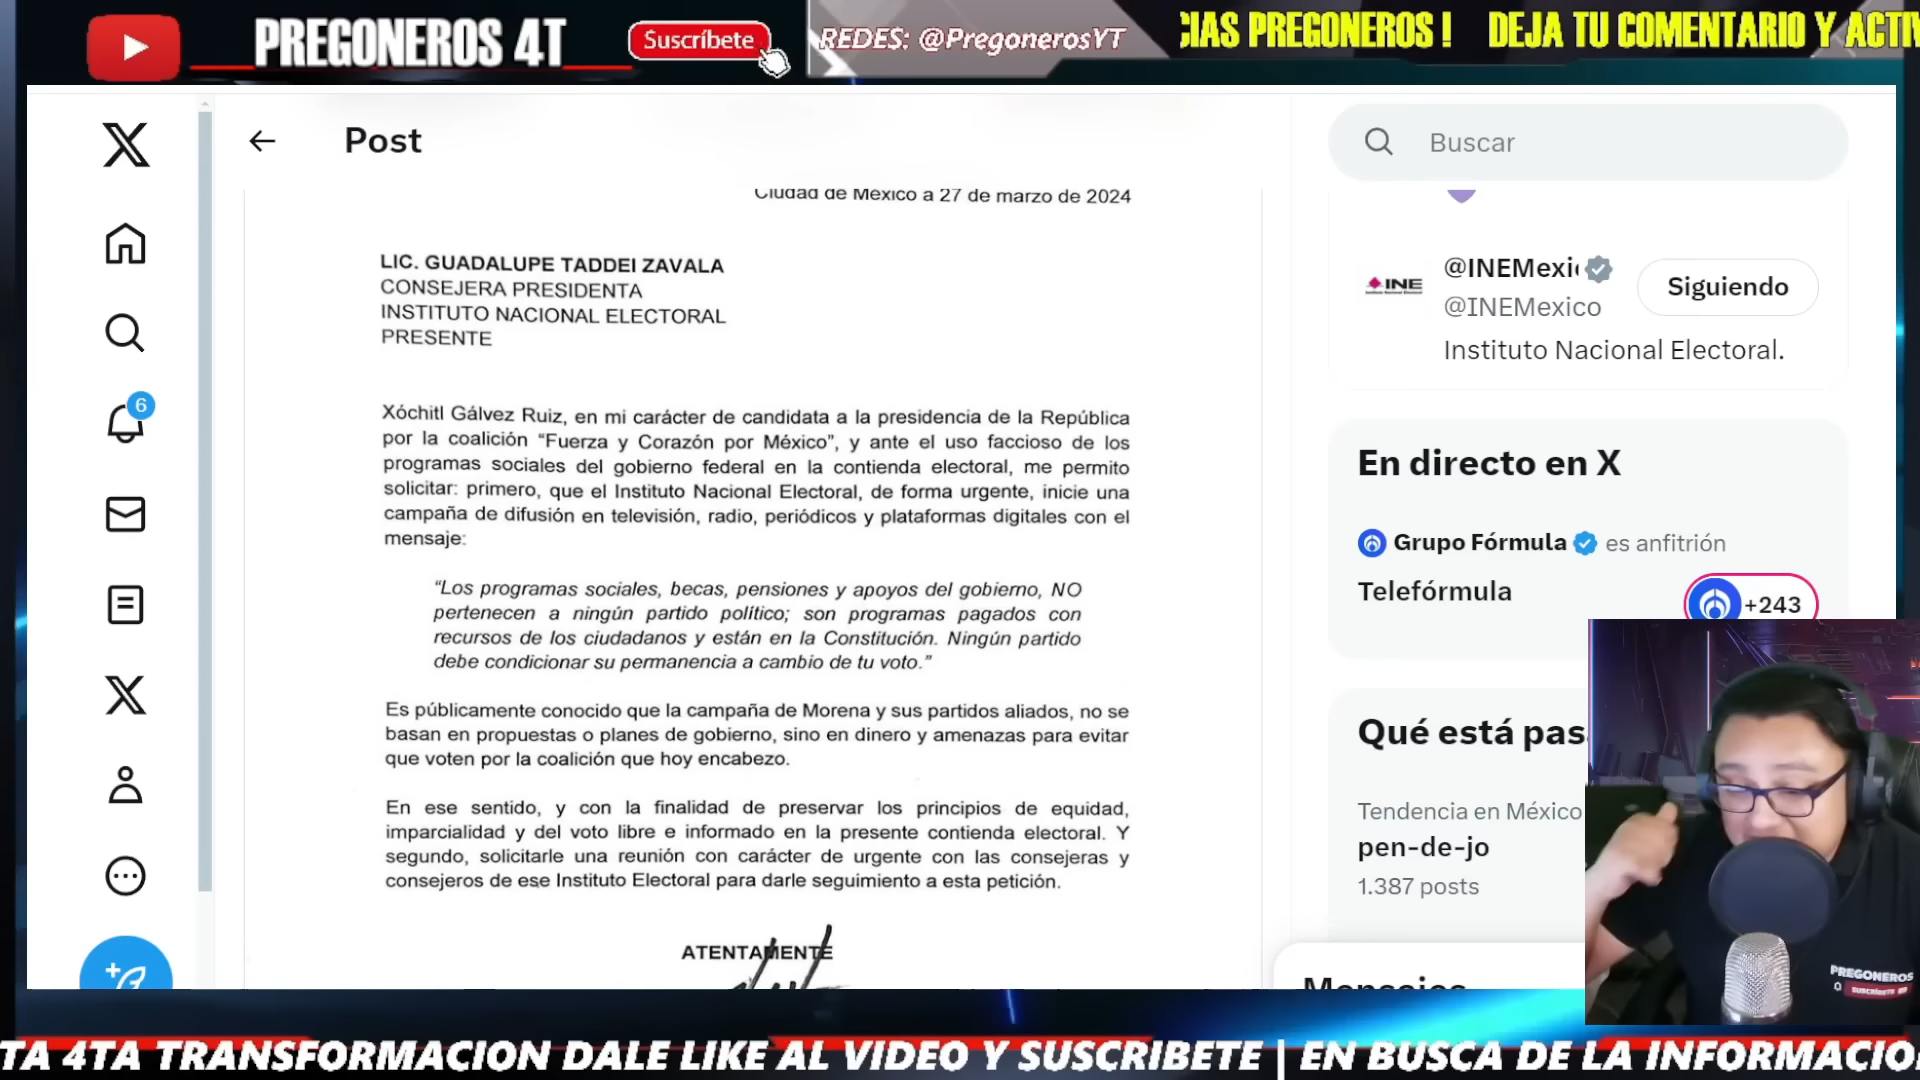 PREGONEROS 4T
Suscríbete
REDES: @PregonerosYT
IAS PREGONEROS ! DEJA TU COMENTARIO Y ACTIV
Post
Buscar
Ciudad de México a 27 de marzo de 2024
LIC. GUADALUPE TADDEI ZAVALA
CONSEJERA PRESIDENTA
INSTITUTO NACIONAL ELECTORAL
PRESENTE
Xóchitl Gálvez Ruiz, en mi carácter de candidata a la presidencia de la República
por la coalición “Fuerza y Corazón por México”, y ante el uso faccioso de los
programas sociales del gobierno federal en la contienda electoral, me permito
solicitar: primero, que el Instituto Nacional Electoral, de forma urgente, inicie una
campaña de difusión en televisión, radio, periódicos y plataformas digitales con el
mensaje:
“Los programas sociales, becas, pensiones y apoyos del gobierno, NO
pertenecen a ningún partido político; son programas pagados con
recursos de los ciudadanos y están en la Constitución. Ningún partido
debe condicionar su permanencia a cambio de tu voto.”
Es públicamente conocido que la campaña de Morena y sus partidos aliados, no se
basan en propuestas o planes de gobierno, sino en dinero y amenazas para evitar
que voten por la coalición que hoy encabezo.
En ese sentido, y con la finalidad de preservar los principios de equidad,
imparcialidad y del voto libre e informado en la presente contienda electoral. Y
segundo, solicitarle una reunión con carácter de urgente con las consejeras y
consejeros de ese Instituto Electoral para darle seguimiento a esta petición.
ATENTAMENTE
6
INE
@INEMexi
@INEMexico
Siguiendo
Instituto Nacional Electoral.
En directo en X
Grupo Fórmula es anfitrión
Telefórmula
+243
Qué está pas
Tendencia en México
pen-de-jo
1.387 posts
Mensajes
PREGONEROS
Suscríbete
TA 4TA TRANSFORMACION DALE LIKE AL VIDEO Y SUSCRIBETE | EN BUSCA DE LA INFORMACIO